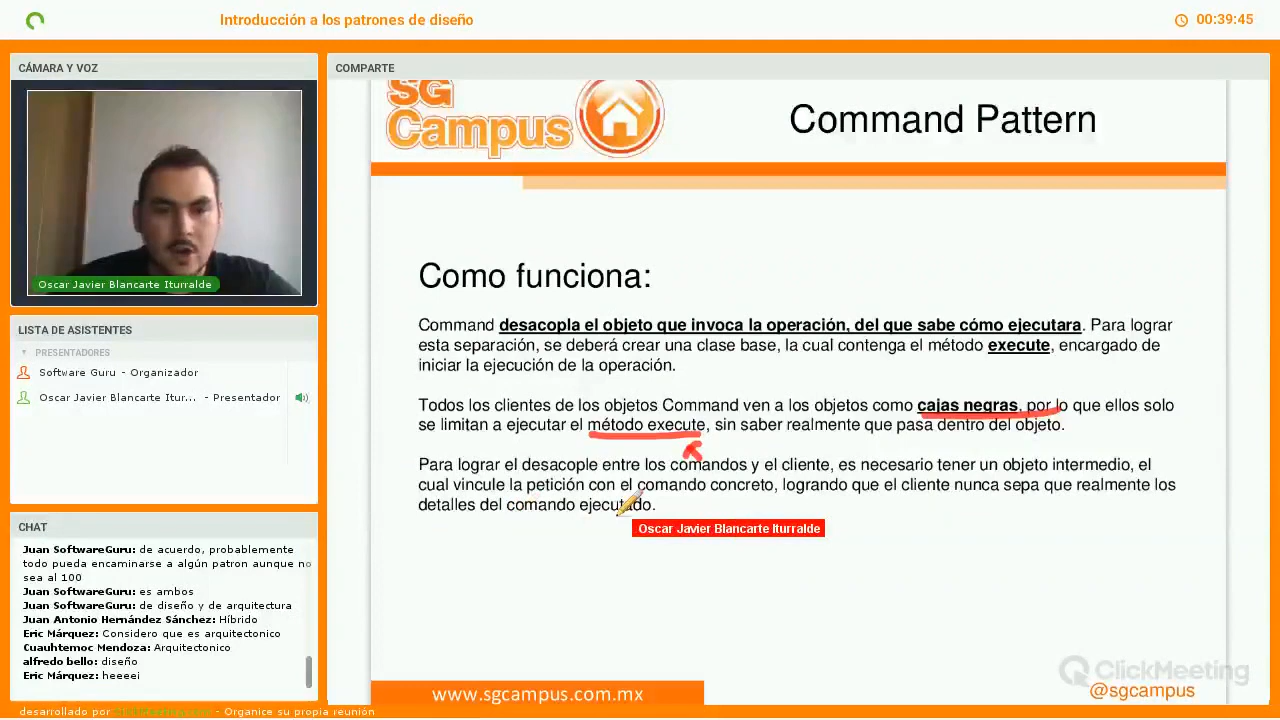 Introducción a los patrones de diseño
00:39:45
CÁMARA Y VOZ
Oscar Javier Blancarte Iturralde
LISTA DE ASISTENTES
PRESENTADORES
Software Guru - Organizador
Oscar Javier Blancarte Itur... - Presentador
CHAT
Juan SoftwareGuru: de acuerdo, probablemente
todo pueda encaminarse a algún patron aunque no
sea al 100
Juan SoftwareGuru: es ambos
Juan SoftwareGuru: de diseño y de arquitectura
Juan Antonio Hernández Sánchez: Híbrido
Eric Márquez: Considero que es arquitectonico
Cuauhtemoc Mendoza: Arquitectonico
alfredo bello: diseño
Eric Márquez: heeeei
desarrollado por ClickMeeting.com - Organice su propia reunión
COMPARTE
SG
Campus
Command Pattern
Como funciona:
Command desacopla el objeto que invoca la operación, del que sabe cómo ejecutara. Para lograr
esta separación, se deberá crear una clase base, la cual contenga el método execute, encargado de
iniciar la ejecución de la operación.
Todos los clientes de los objetos Command ven a los objetos como cajas negras, por lo que ellos solo
se limitan a ejecutar el método execute, sin saber realmente que pasa dentro del objeto.
Para lograr el desacople entre los comandos y el cliente, es necesario tener un objeto intermedio, el
cual vincule la petición con el comando concreto, logrando que el cliente nunca sepa que realmente los
detalles del comando ejecutado.
Oscar Javier Blancarte Iturralde
ClickMeeting
www.sgcampus.com.mx
@sgcampus